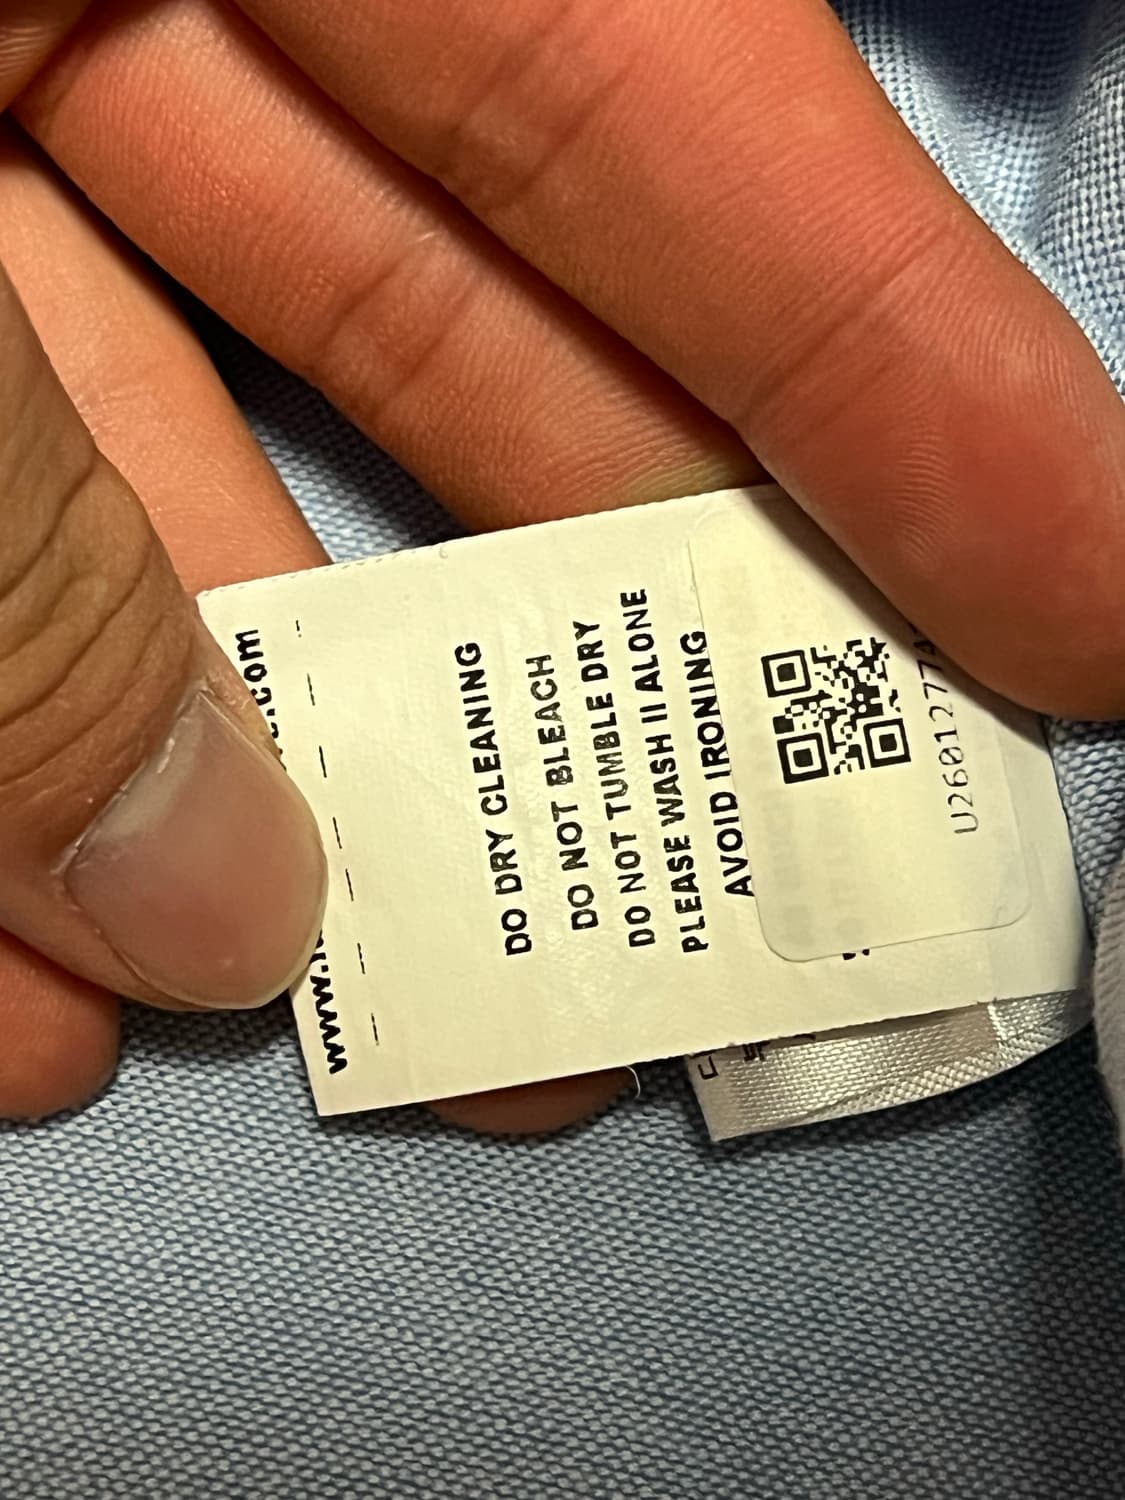 DO DRY CLEANING
DO NOT BLEACH
DO NOT TUMBLE DRY
PLEASE WASH II ALONE
AVOID IRONING